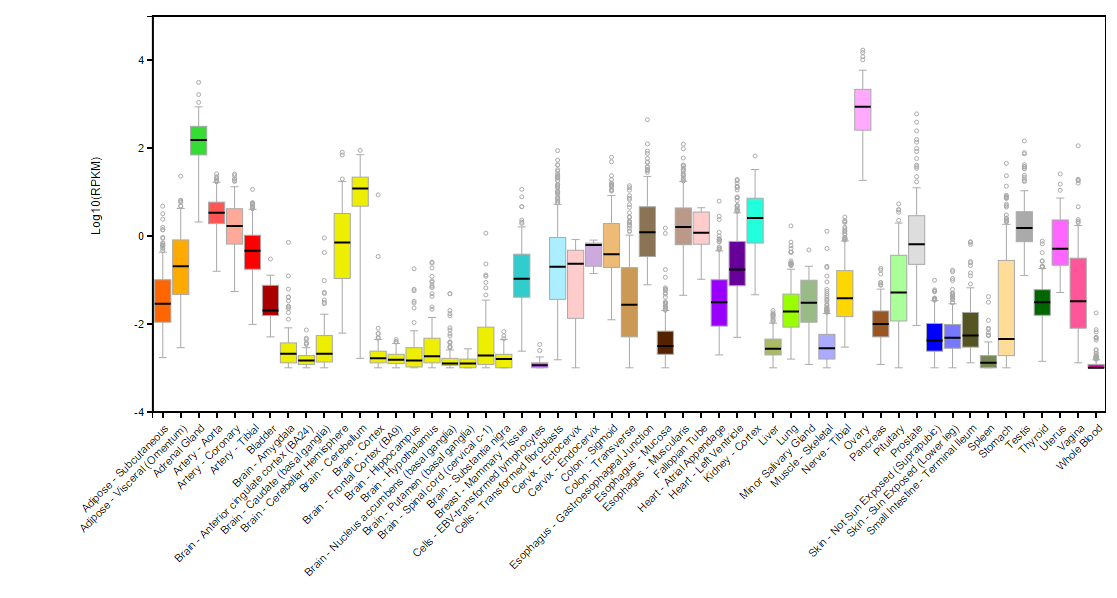 Log10(RPKM)
4
2
0
-2
-4
Adipose - Subcutaneous
Adipose - Visceral (Omentum)
Adrenal Gland
Artery - Aorta
Artery - Coronary
Artery - Tibial
Bladder
Brain - Amygdala
Brain - Anterior cingulate cortex (BA24)
Brain - Caudate (basal ganglia)
Brain - Cerebellar Hemisphere
Brain - Cerebellum
Brain - Cortex
Brain - Frontal Cortex (BA9)
Brain - Hippocampus
Brain - Hypothalamus
Brain - Nucleus accumbens (basal ganglia)
Brain - Putamen (basal ganglia)
Brain - Spinal cord (cervical c-1)
Brain - Substantia nigra
Breast - Mammary Tissue
Cells - EBV-transformed lymphocytes
Cells - Transformed fibroblasts
Cervix - Ectocervix
Cervix - Endocervix
Colon - Sigmoid
Colon - Transverse
Esophagus - Gastroesophageal Junction
Esophagus - Mucosa
Esophagus - Muscularis
Fallopian Tube
Heart - Atrial Appendage
Heart - Left Ventricle
Kidney - Cortex
Liver
Lung
Minor Salivary Gland
Muscle - Skeletal
Nerve - Tibial
Ovary
Pancreas
Pituitary
Prostate
Skin - Not Sun Exposed (Suprapubic)
Skin - Sun Exposed (Lower leg)
Small Intestine - Terminal Ileum
Spleen
Stomach
Testis
Thyroid
Uterus
Vagina
Whole Blood